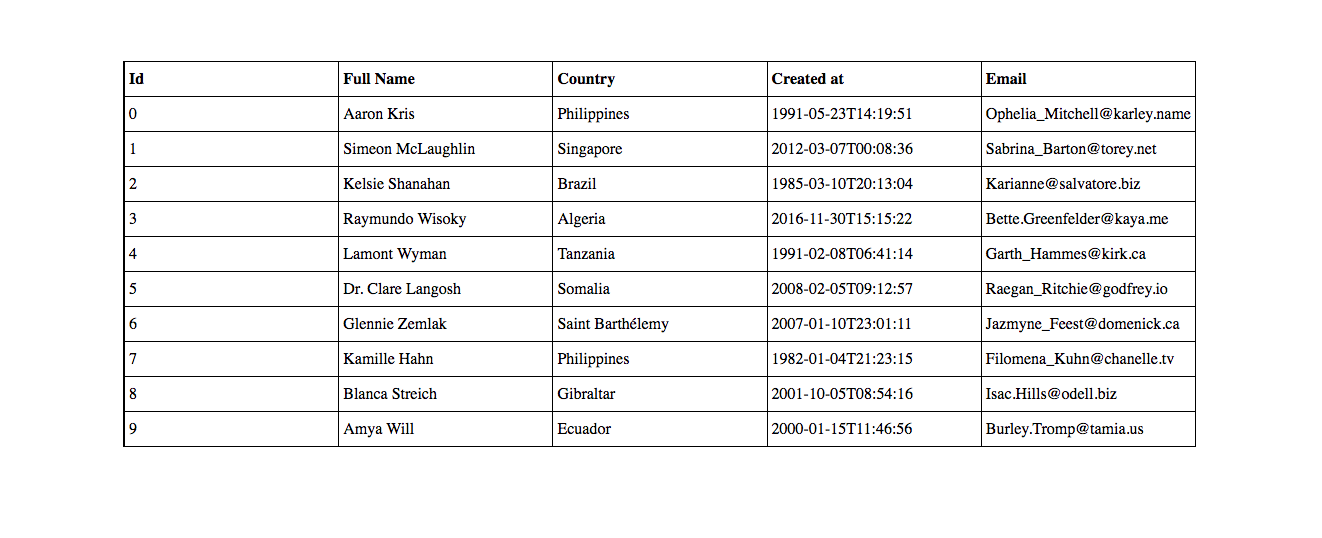 Id Full Name Country Created at Email
0 Aaron Kris Philippines 1991-05-23T14:19:51 Ophelia_Mitchell@karley.name
1 Simeon McLaughlin Singapore 2012-03-07T00:08:36 Sabrina_Barton@torey.net
2 Kelsie Shanahan Brazil 1985-03-10T20:13:04 Karianne@salvatore.biz
3 Raymundo Wisoky Algeria 2016-11-30T15:15:22 Bette.Greenfelder@kaya.me
4 Lamont Wyman Tanzania 1991-02-08T06:41:14 Garth_Hammes@kirk.ca
5 Dr. Clare Langosh Somalia 2008-02-05T09:12:57 Raegan_Ritchie@godfrey.io
6 Glennie Zemlak Saint Barthélemy 2007-01-10T23:01:11 Jazmyne_Feest@domenick.ca
7 Kamille Hahn Philippines 1982-01-04T21:23:15 Filomena_Kuhn@chanelle.tv
8 Blanca Streich Gibraltar 2001-10-05T08:54:16 Isac.Hills@odell.biz
9 Amya Will Ecuador 2000-01-15T11:46:56 Burley.Tromp@tamia.us